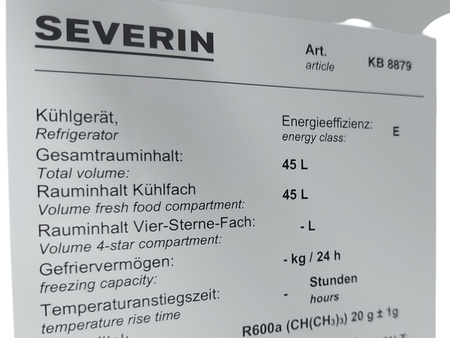 SEVERIN
Art. KB 8879
article
Kühlgerät, Energieeffizienz: E
Refrigerator energy class:
Gesamtrauminhalt: 45 L
Total volume:
Rauminhalt Kühlfach 45 L
Volume fresh food compartment:
Rauminhalt Vier-Sterne-Fach: - L
Volume 4-star compartment:
Gefriervermögen: - kg / 24 h
freezing capacity:
Temperaturanstiegszeit: - Stunden
temperature rise time hours
R600a (CH(CH₃)₃) 20 g ± 1g